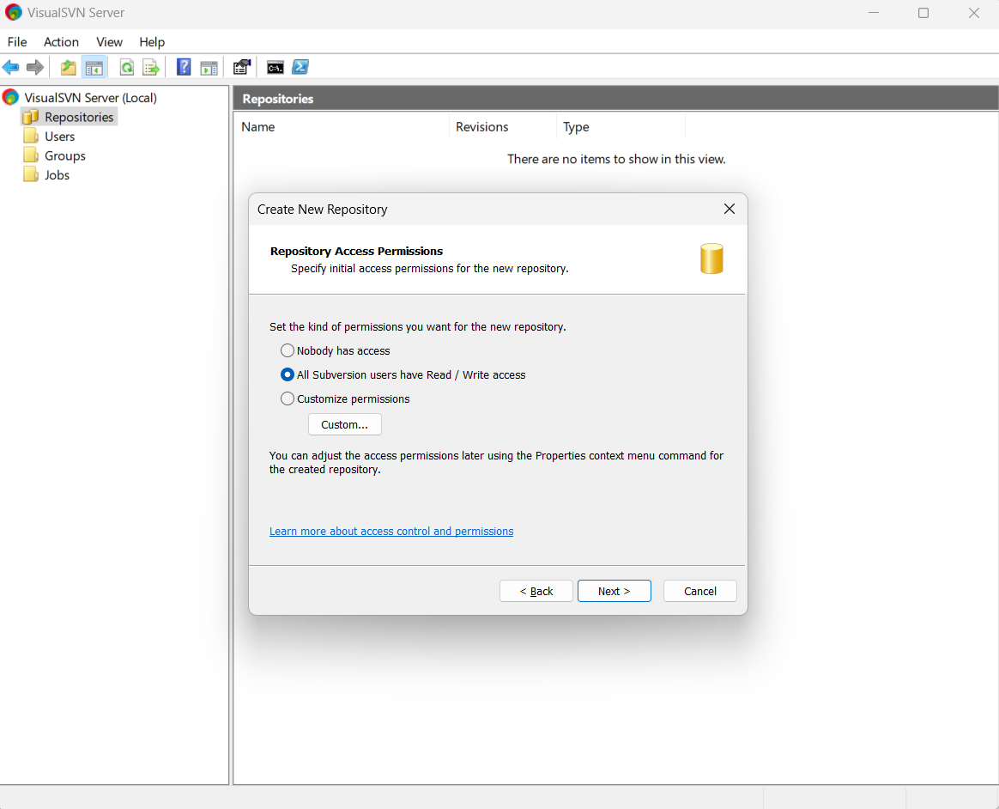 VisualSVN Server
File Action View Help
C:\.
VisualSVN Server (Local)
Repositories
Users
Groups
Jobs
Repositories
Name Revisions Type
There are no items to show in this view.
Create New Repository
Repository Access Permissions
Specify initial access permissions for the new repository.
Set the kind of permissions you want for the new repository.
Nobody has access
All Subversion users have Read / Write access
Customize permissions
Custom...
You can adjust the access permissions later using the Properties context menu command for
the created repository.
Learn more about access control and permissions
< Back Next > Cancel